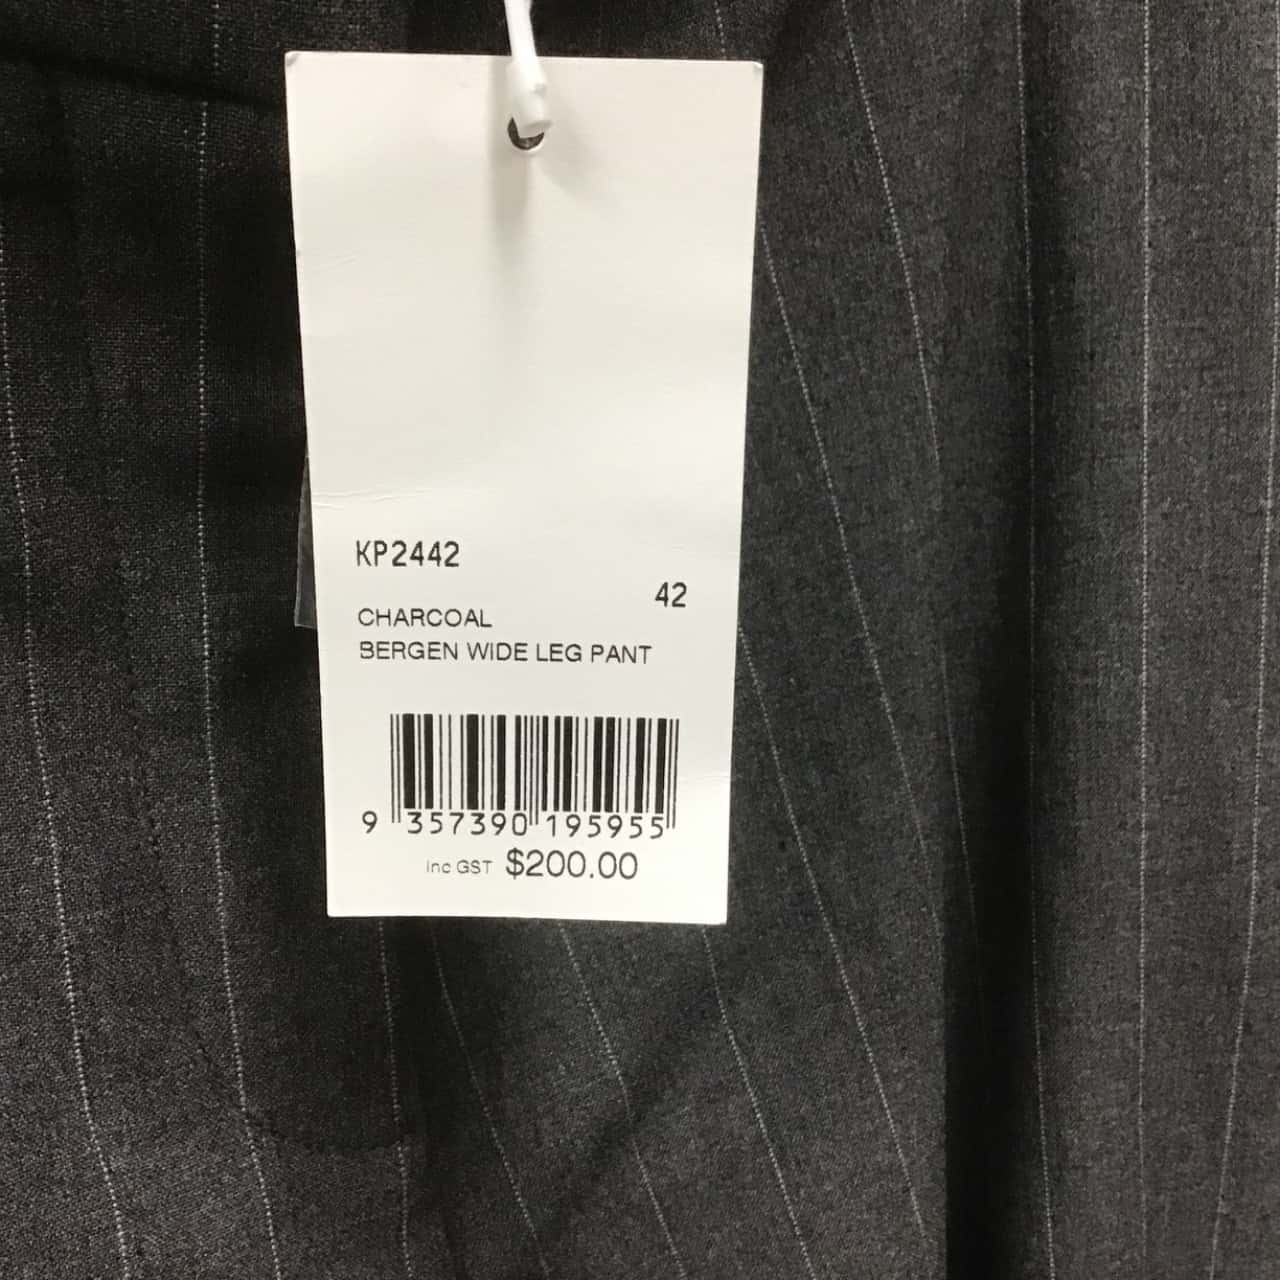 KP2442
42
CHARCOAL
BERGEN WIDE LEG PANT
9 357390 195955
inc GST $200.00